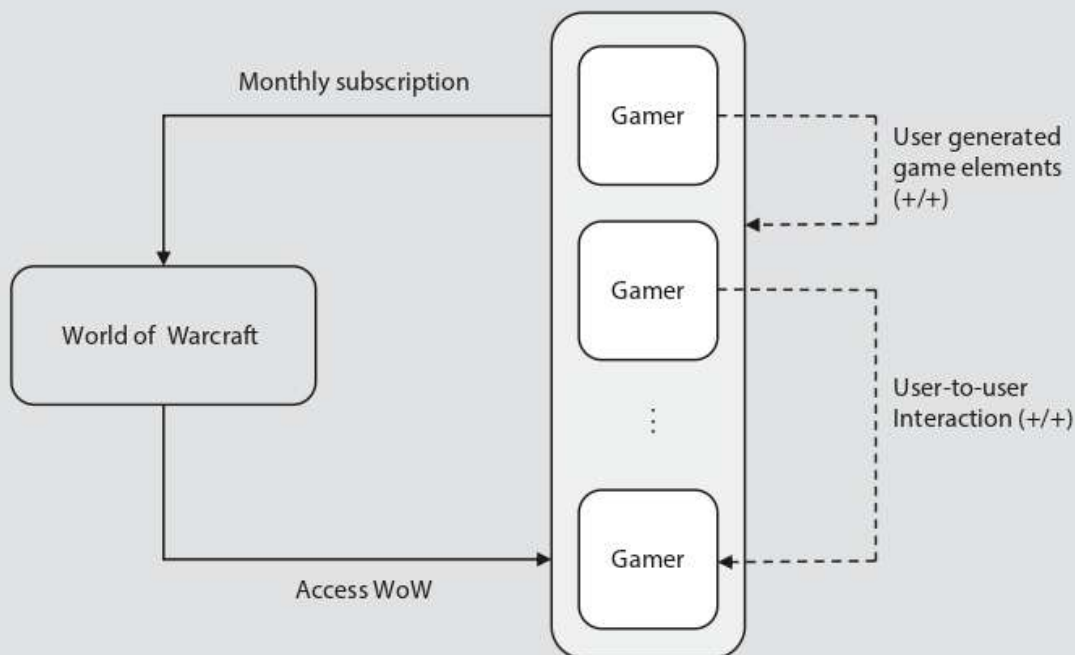 Monthly subscription
Gamer
User generated
game elements
(+/+)
Gamer
World of Warcraft
User-to-user
Interaction (+/+)
⋮
Gamer
Access WoW